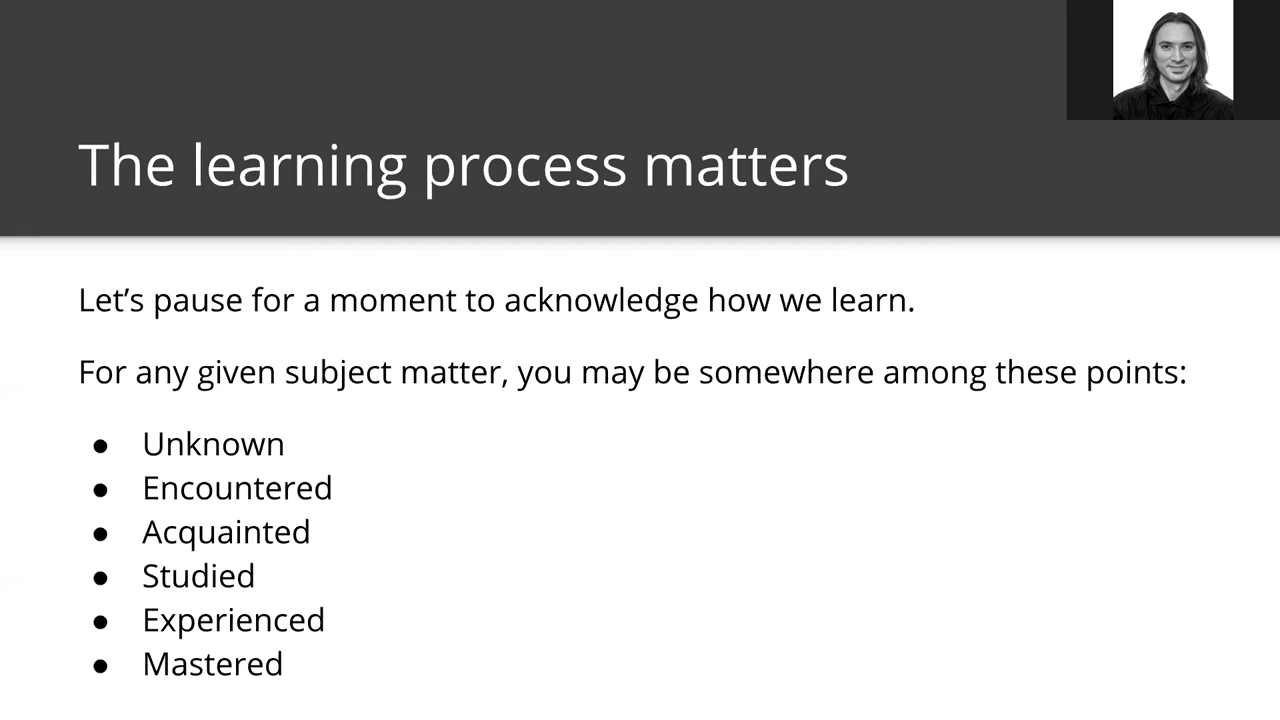 The learning process matters
Let’s pause for a moment to acknowledge how we learn.
For any given subject matter, you may be somewhere among these points:
● Unknown
● Encountered
● Acquainted
● Studied
● Experienced
● Mastered